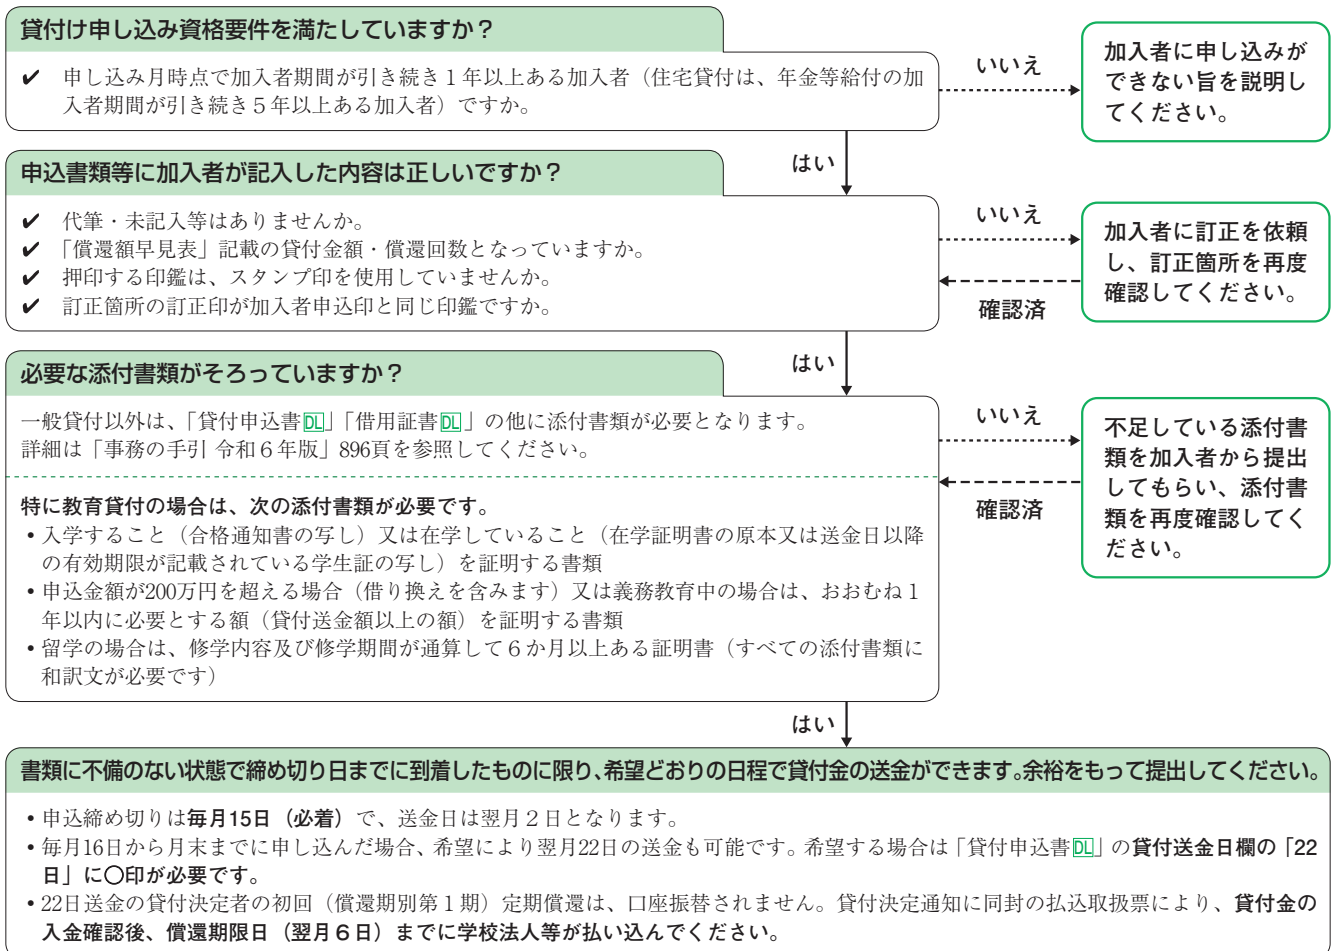 貸付け申し込み資格要件を満たしていますか？
✔ 申し込み月時点で加入者期間が引き続き１年以上ある加入者（住宅貸付は、年金等給付の加
入者期間が引き続き５年以上ある加入者）ですか。
いいえ
加入者に申し込みが
できない旨を説明し
てください。
はい
申込書類等に加入者が記入した内容は正しいですか？
✔ 代筆・未記入等はありませんか。
✔ 「償還額早見表」記載の貸付金額・償還回数となっていますか。
✔ 押印する印鑑は、スタンプ印を使用していませんか。
✔ 訂正箇所の訂正印が加入者申込印と同じ印鑑ですか。
いいえ
確認済
加入者に訂正を依頼
し、訂正箇所を再度
確認してください。
はい
必要な添付書類がそろっていますか？
一般貸付以外は、「貸付申込書DL」「借用証書DL」の他に添付書類が必要となります。
詳細は「事務の手引 令和６年版」896頁を参照してください。
特に教育貸付の場合は、次の添付書類が必要です。
• 入学すること（合格通知書の写し）又は在学していること（在学証明書の原本又は送金日以降
の有効期限が記載されている学生証の写し）を証明する書類
• 申込金額が200万円を超える場合（借り換えを含みます）又は義務教育中の場合は、おおむね１
年以内に必要とする額（貸付送金額以上の額）を証明する書類
• 留学の場合は、修学内容及び修学期間が通算して６か月以上ある証明書（すべての添付書類に
和訳文が必要です）
いいえ
確認済
不足している添付書
類を加入者から提出
してもらい、添付書
類を再度確認してく
ださい。
はい
書類に不備のない状態で締め切り日までに到着したものに限り、希望どおりの日程で貸付金の送金ができます。余裕をもって提出してください。
• 申込締め切りは毎月15日（必着）で、送金日は翌月２日となります。
• 毎月16日から月末までに申し込んだ場合、希望により翌月22日の送金も可能です。希望する場合は「貸付申込書DL」の貸付送金日欄の「22
日」に〇印が必要です。
• 22日送金の貸付決定者の初回（償還期別第１期）定期償還は、口座振替されません。貸付決定通知に同封の払込取扱票により、貸付金の
入金確認後、償還期限日（翌月６日）までに学校法人等が払い込んでください。